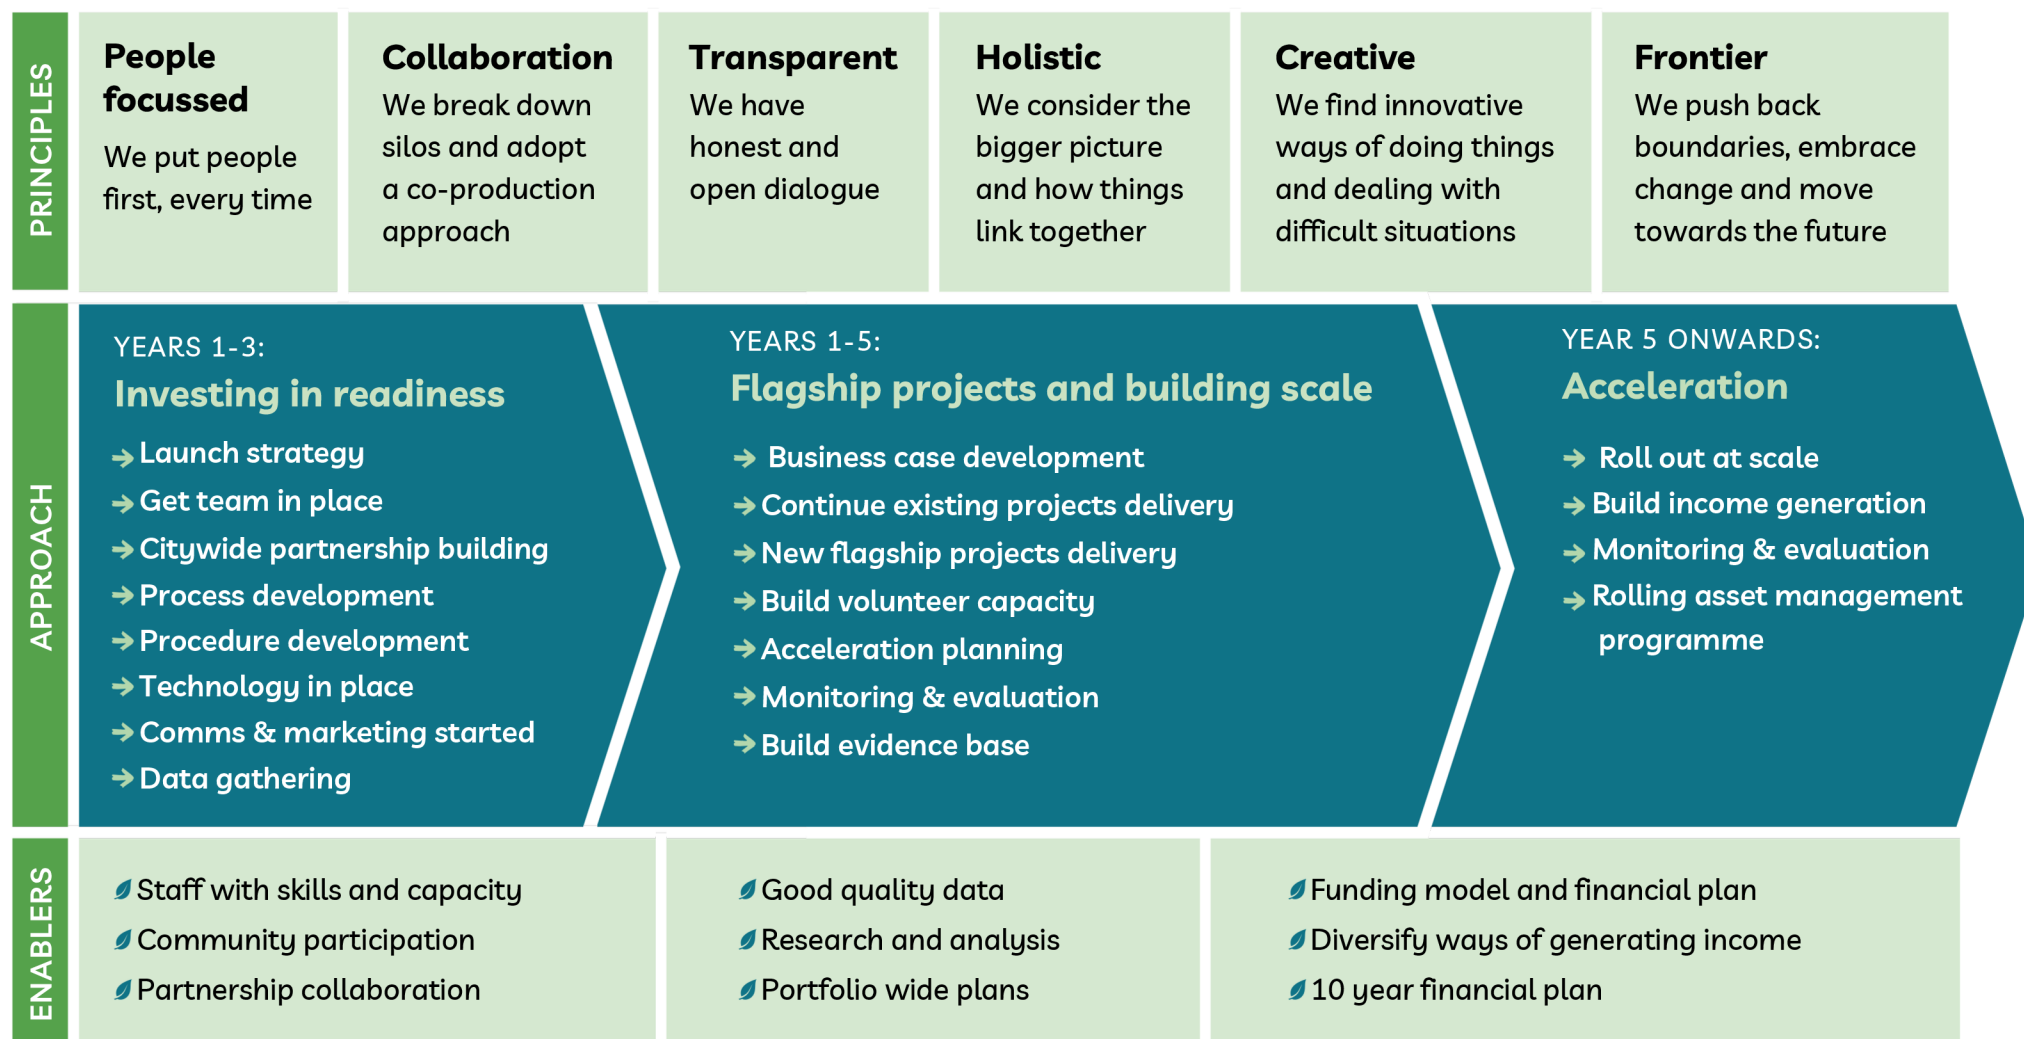 PRINCIPLES
People
focussed
We put people
first, every time
Collaboration
We break down
silos and adopt
a co-production
approach
Transparent
We have
honest and
open dialogue
Holistic
We consider the
bigger picture
and how things
link together
Creative
We find innovative
ways of doing things
and dealing with
difficult situations
Frontier
We push back
boundaries, embrace
change and move
towards the future
APPROACH
YEARS 1-3:
Investing in readiness
Launch strategy
Get team in place
Citywide partnership building
Process development
Procedure development
Technology in place
Comms & marketing started
Data gathering
YEARS 1-5:
Flagship projects and building scale
Business case development
Continue existing projects delivery
New flagship projects delivery
Build volunteer capacity
Acceleration planning
Monitoring & evaluation
Build evidence base
YEAR 5 ONWARDS:
Acceleration
Roll out at scale
Build income generation
Monitoring & evaluation
Rolling asset management
programme
ENABLERS
Staff with skills and capacity
Community participation
Partnership collaboration
Good quality data
Research and analysis
Portfolio wide plans
Funding model and financial plan
Diversify ways of generating income
10 year financial plan